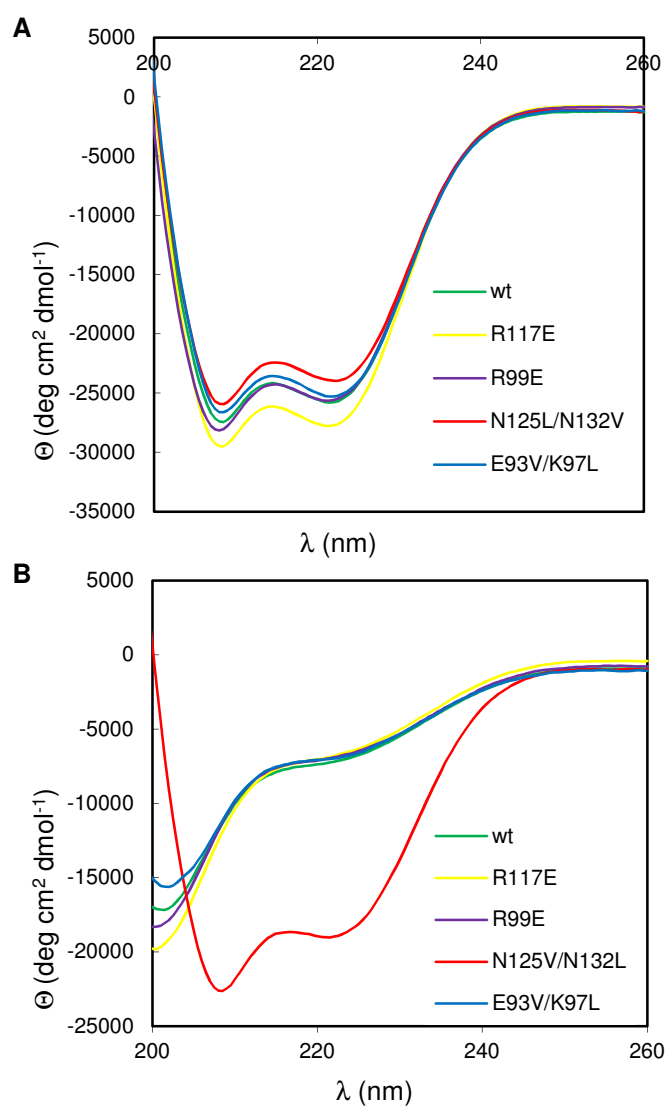 A
5000
200 220 240 260
0
-5000
-10000
-15000
-20000
-25000
-30000
-35000
Θ (deg cm² dmol⁻¹)
wt
R117E
R99E
N125L/N132V
E93V/K97L
λ (nm)
B
5000
0
-5000
-10000
-15000
-20000
-25000
Θ (deg cm² dmol⁻¹)
wt
R117E
R99E
N125V/N132L
E93V/K97L
200 220 240 260
λ (nm)